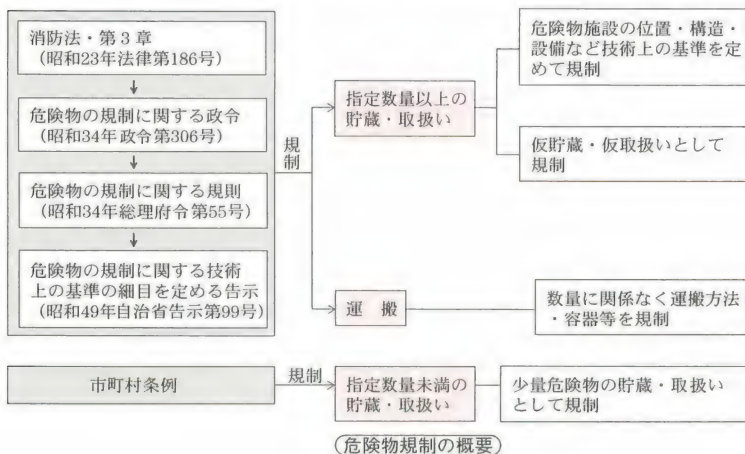 消防法・第3章
（昭和23年法律第186号）
危険物の規制に関する政令
（昭和34年政令第306号）
危険物の規制に関する規則
（昭和34年総理府令第55号）
危険物の規制に関する技術
上の基準の細目を定める告示
（昭和49年自治省告示第99号）
規制
指定数量以上の
貯蔵・取扱い
危険物施設の位置・構造・
設備など技術上の基準を定
めて規制
仮貯蔵・仮取扱いとして
規制
運　搬
数量に関係なく運搬方法
・容器等を規制
市町村条例
規制
指定数量未満の
貯蔵・取扱い
少量危険物の貯蔵・取扱い
として規制
（危険物規制の概要）